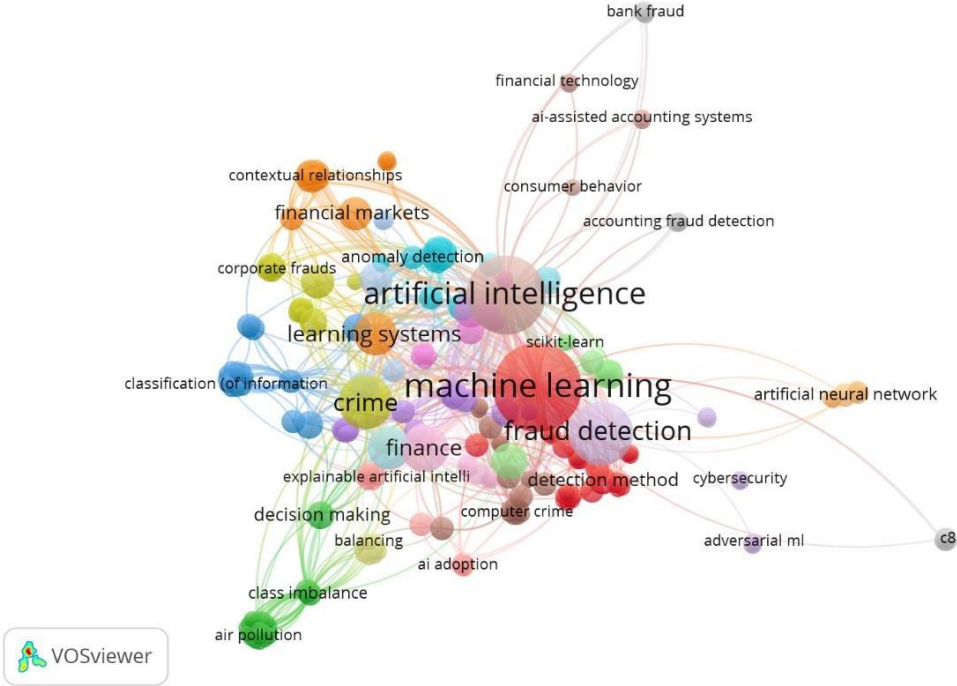 bank fraud
financial technology
ai-assisted accounting systems
contextual relationships
consumer behavior
financial markets
accounting fraud detection
anomaly detection
corporate frauds
artificial intelligence
learning systems
scikit-learn
classification (of information
machine learning
artificial neural network
crime
fraud detection
finance
explainable artificial intelli
detection method
cybersecurity
decision making
computer crime
balancing
adversarial ml
c8
ai adoption
class imbalance
air pollution
VOSviewer